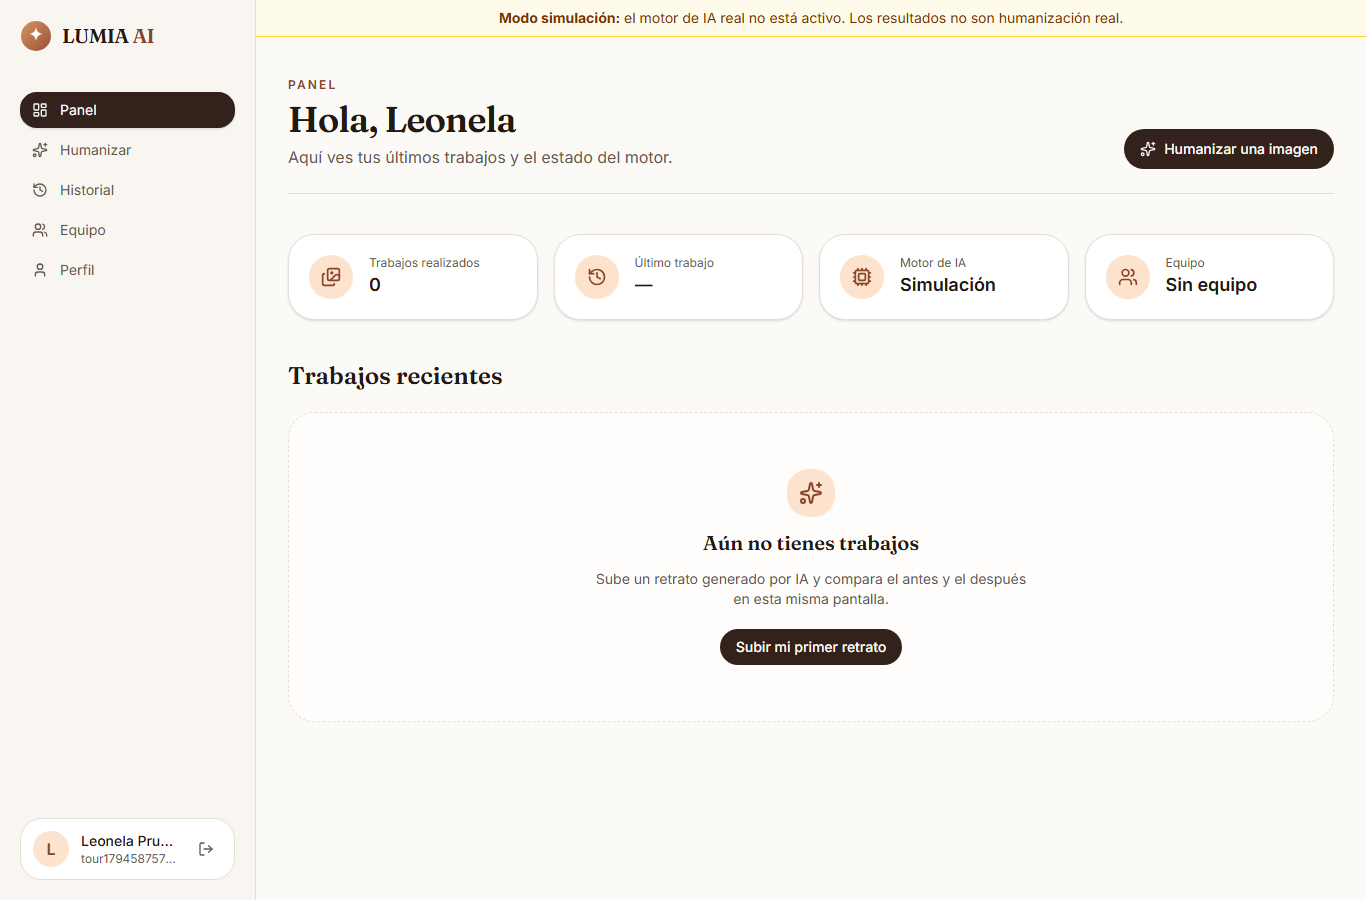 LUMIA AI
Panel
Humanizar
Historial
Equipo
Perfil
Leonela Pru...
tour179458757...
L
Modo simulación: el motor de IA real no está activo. Los resultados no son humanización real.
PANEL
Hola, Leonela
Aquí ves tus últimos trabajos y el estado del motor.
Humanizar una imagen
Trabajos realizados
0
Último trabajo
—
Motor de IA
Simulación
Equipo
Sin equipo
Trabajos recientes
Aún no tienes trabajos
Sube un retrato generado por IA y compara el antes y el después
en esta misma pantalla.
Subir mi primer retrato